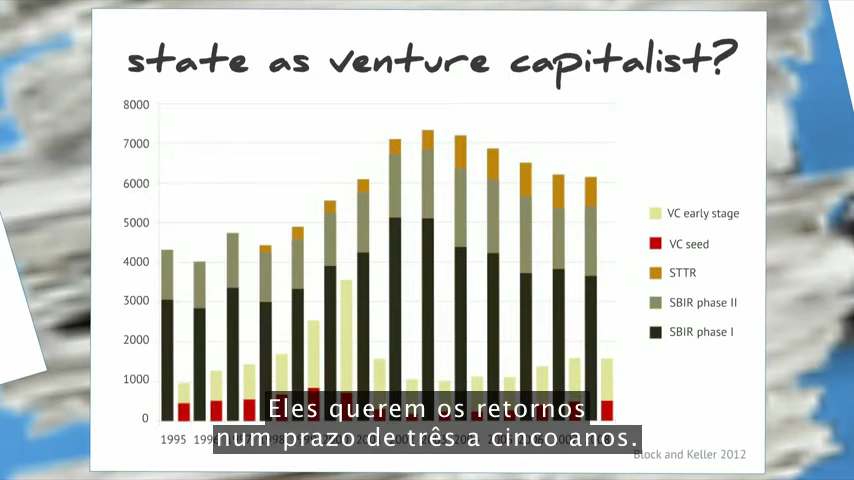 state as venture capitalist?
8000
7000
6000
5000
4000
3000
2000
1000
0
VC early stage
VC seed
STTR
SBIR phase II
SBIR phase I
Eles querem os retornos
num prazo de três a cinco anos.
1995
Block and Keller 2012